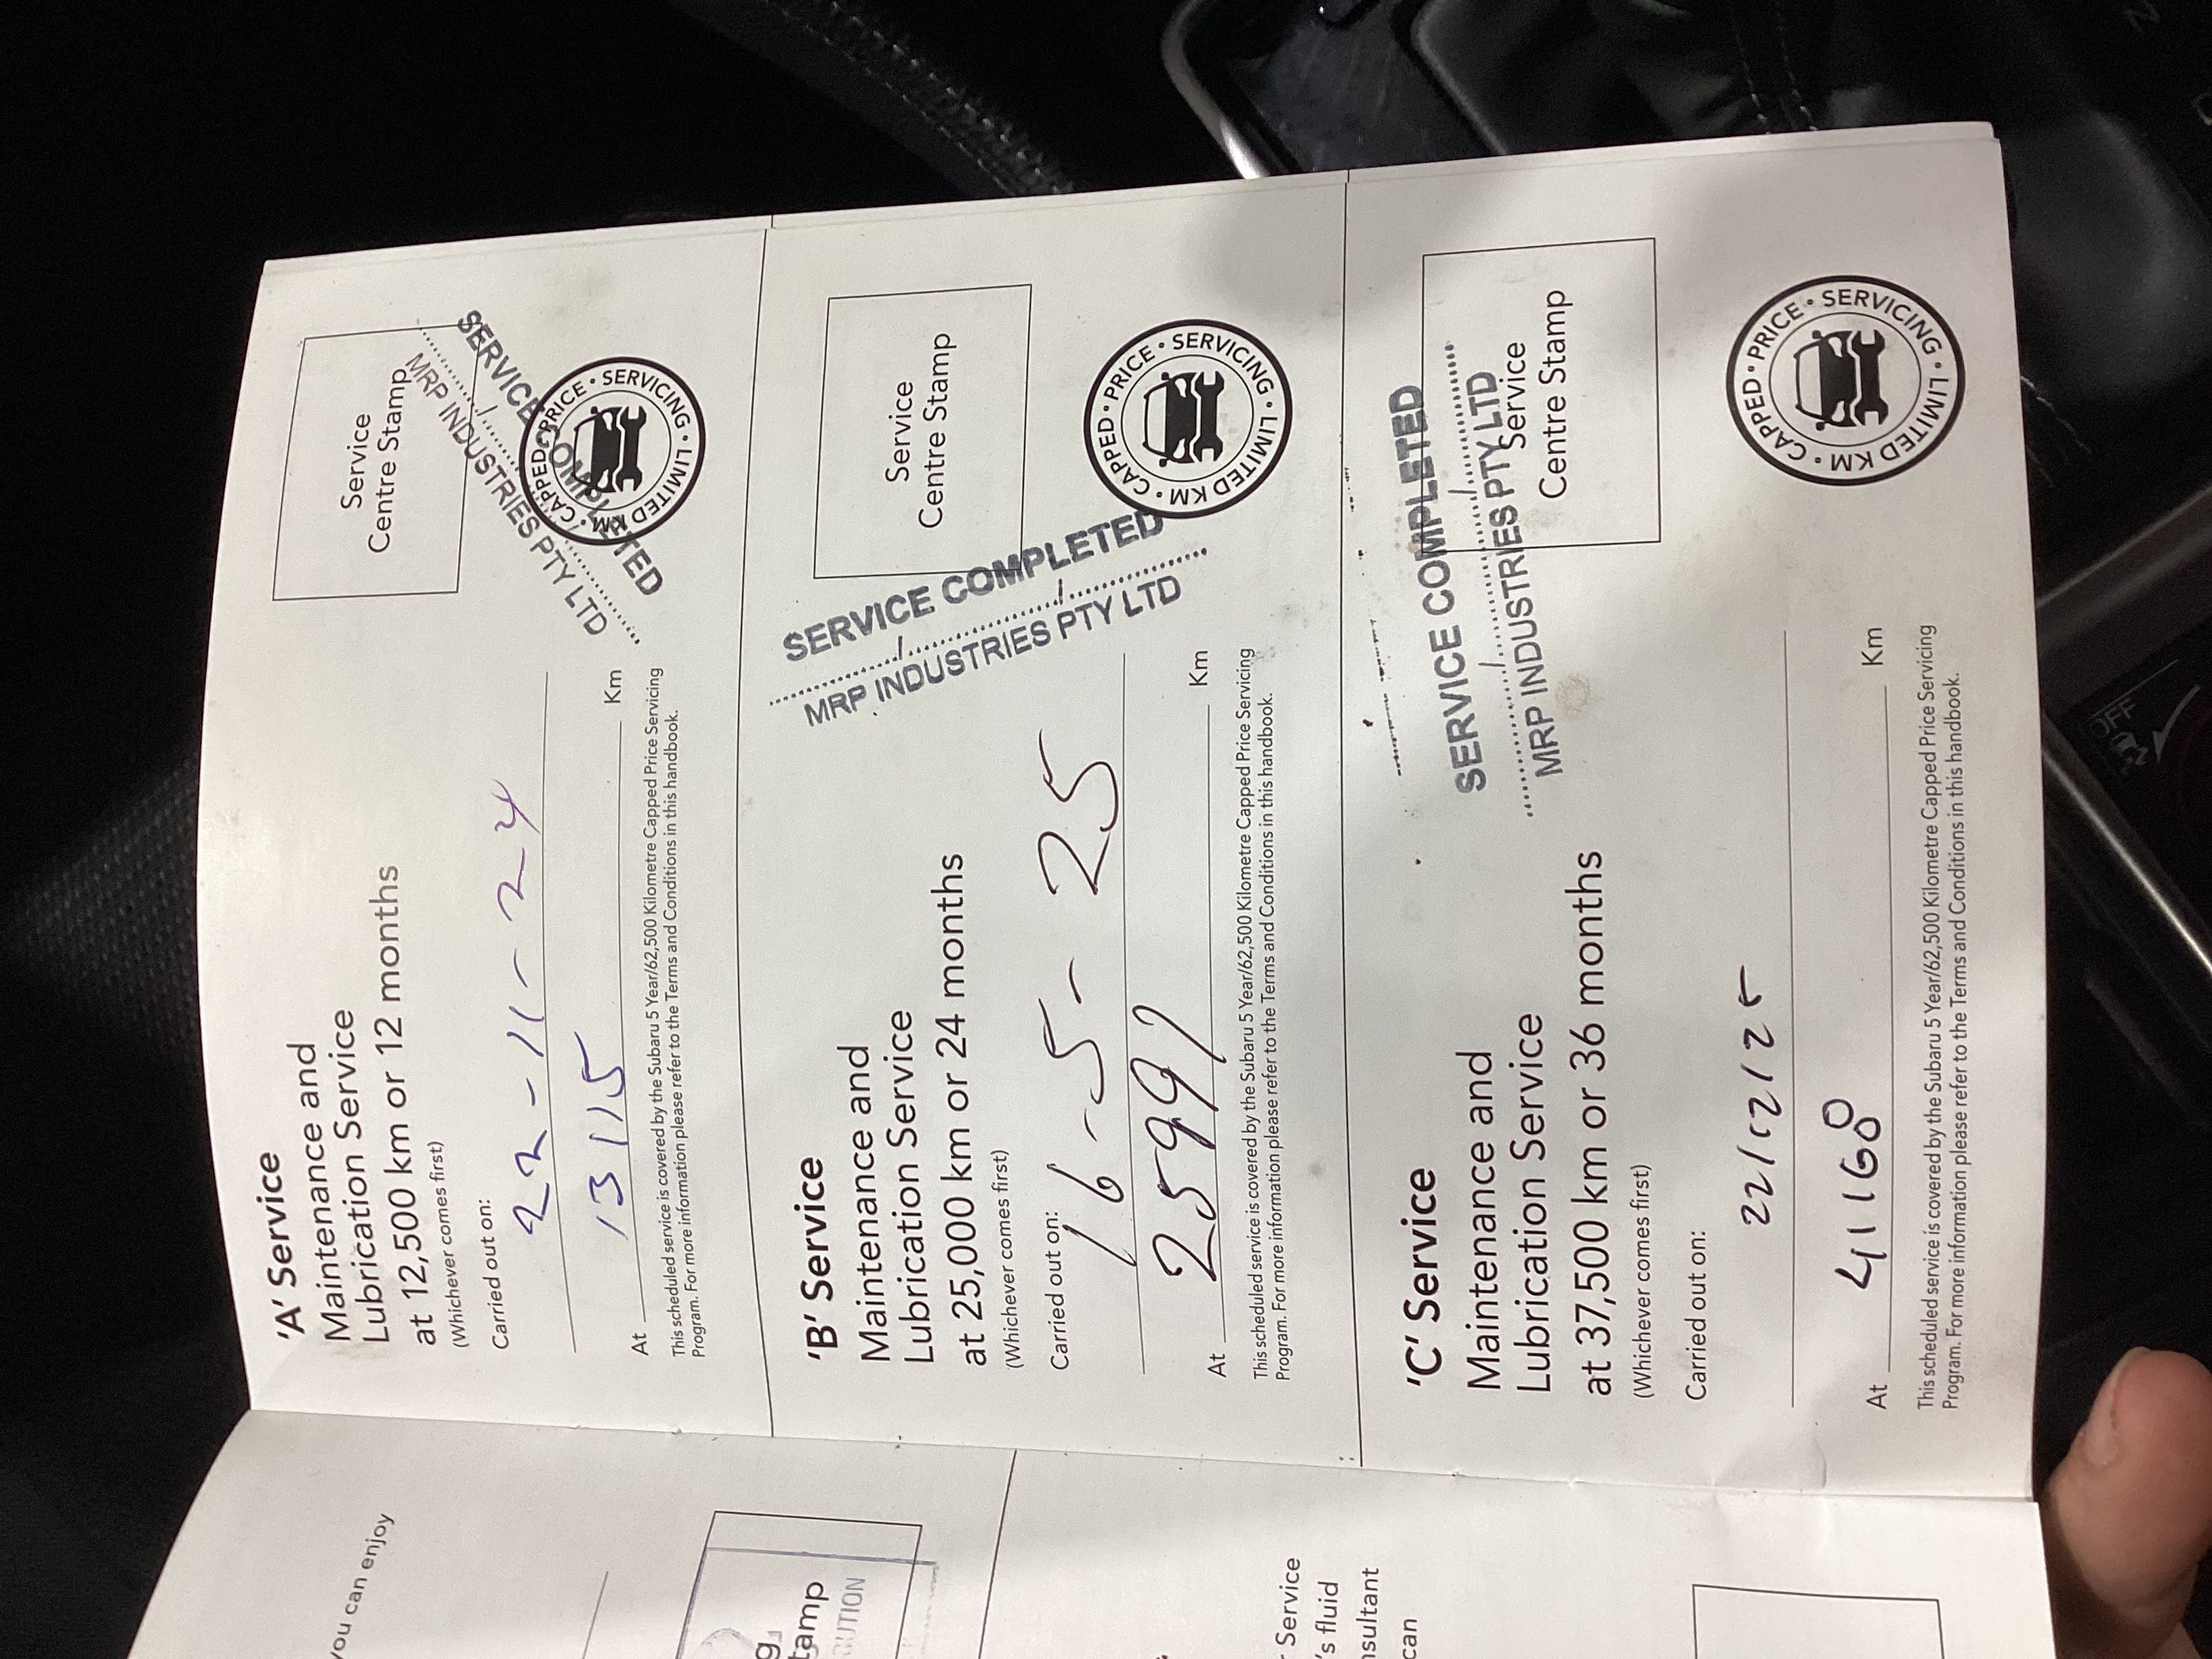 'A' Service
Maintenance and
Lubrication Service
at 12,500 km or 12 months
(Whichever comes first)
Carried out on:
22-11-24
At 13115 Km
This scheduled service is covered by the Subaru 5 Year/62,500 Kilometre Capped Price Servicing
Program. For more information please refer to the Terms and Conditions in this handbook.
Service
Centre Stamp
SERVICE COMPLETED
MRP INDUSTRIES PTY LTD
CAPPED • PRICE • SERVICING • LIMITED KM •
'B' Service
Maintenance and
Lubrication Service
at 25,000 km or 24 months
(Whichever comes first)
Carried out on:
16-5-25
At 25997 Km
This scheduled service is covered by the Subaru 5 Year/62,500 Kilometre Capped Price Servicing
Program. For more information please refer to the Terms and Conditions in this handbook.
Service
Centre Stamp
SERVICE COMPLETED
MRP INDUSTRIES PTY LTD
CAPPED • PRICE • SERVICING • LIMITED KM •
'C' Service
Maintenance and
Lubrication Service
at 37,500 km or 36 months
(Whichever comes first)
Carried out on:
22/12/25
At 41160 Km
This scheduled service is covered by the Subaru 5 Year/62,500 Kilometre Capped Price Servicing
Program. For more information please refer to the Terms and Conditions in this handbook.
Service
Centre Stamp
SERVICE COMPLETED
MRP INDUSTRIES PTY LTD
CAPPED • PRICE • SERVICING • LIMITED KM •
you can enjoy
Service
's fluid
can
OFF